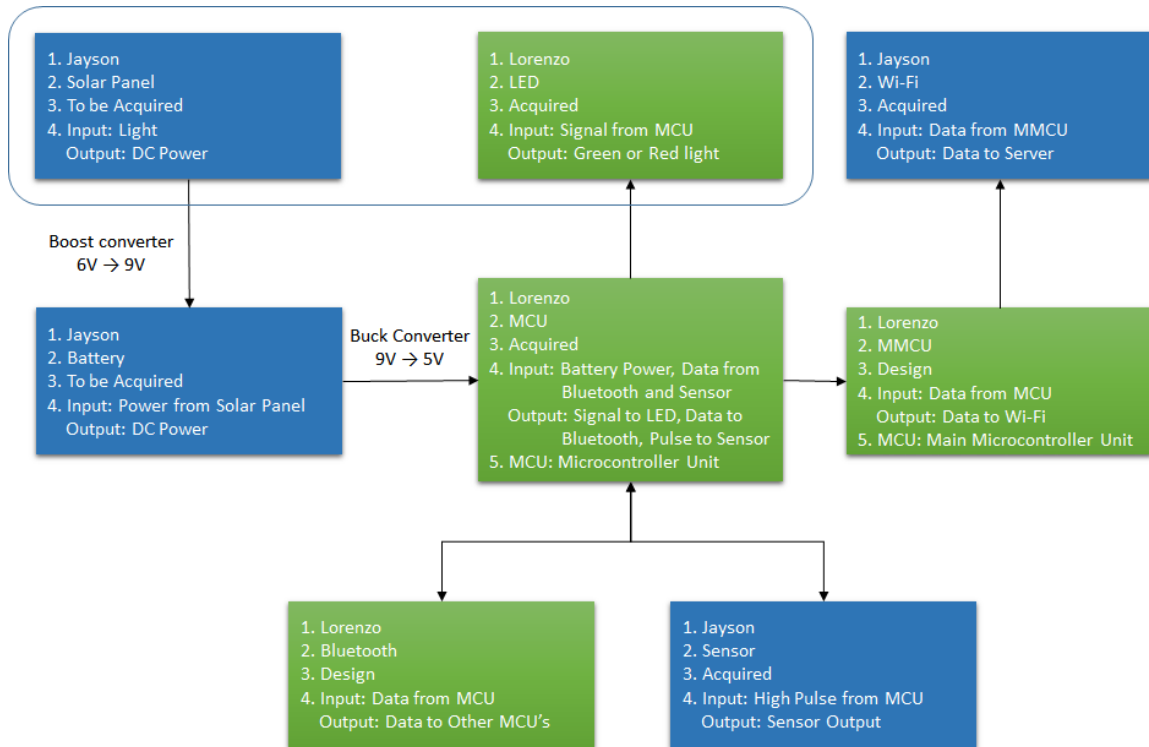 1. Jayson
2. Solar Panel
3. To be Acquired
4. Input: Light
Output: DC Power
1. Lorenzo
2. LED
3. Acquired
4. Input: Signal from MCU
Output: Green or Red light
1. Jayson
2. Wi-Fi
3. Acquired
4. Input: Data from MMCU
Output: Data to Server
Boost converter
6V → 9V
1. Jayson
2. Battery
3. To be Acquired
4. Input: Power from Solar Panel
Output: DC Power
Buck Converter
9V → 5V
1. Lorenzo
2. MCU
3. Acquired
4. Input: Battery Power, Data from
Bluetooth and Sensor
Output: Signal to LED, Data to
Bluetooth, Pulse to Sensor
5. MCU: Microcontroller Unit
1. Lorenzo
2. MMCU
3. Design
4. Input: Data from MCU
Output: Data to Wi-Fi
5. MCU: Main Microcontroller Unit
1. Lorenzo
2. Bluetooth
3. Design
4. Input: Data from MCU
Output: Data to Other MCU's
1. Jayson
2. Sensor
3. Acquired
4. Input: High Pulse from MCU
Output: Sensor Output